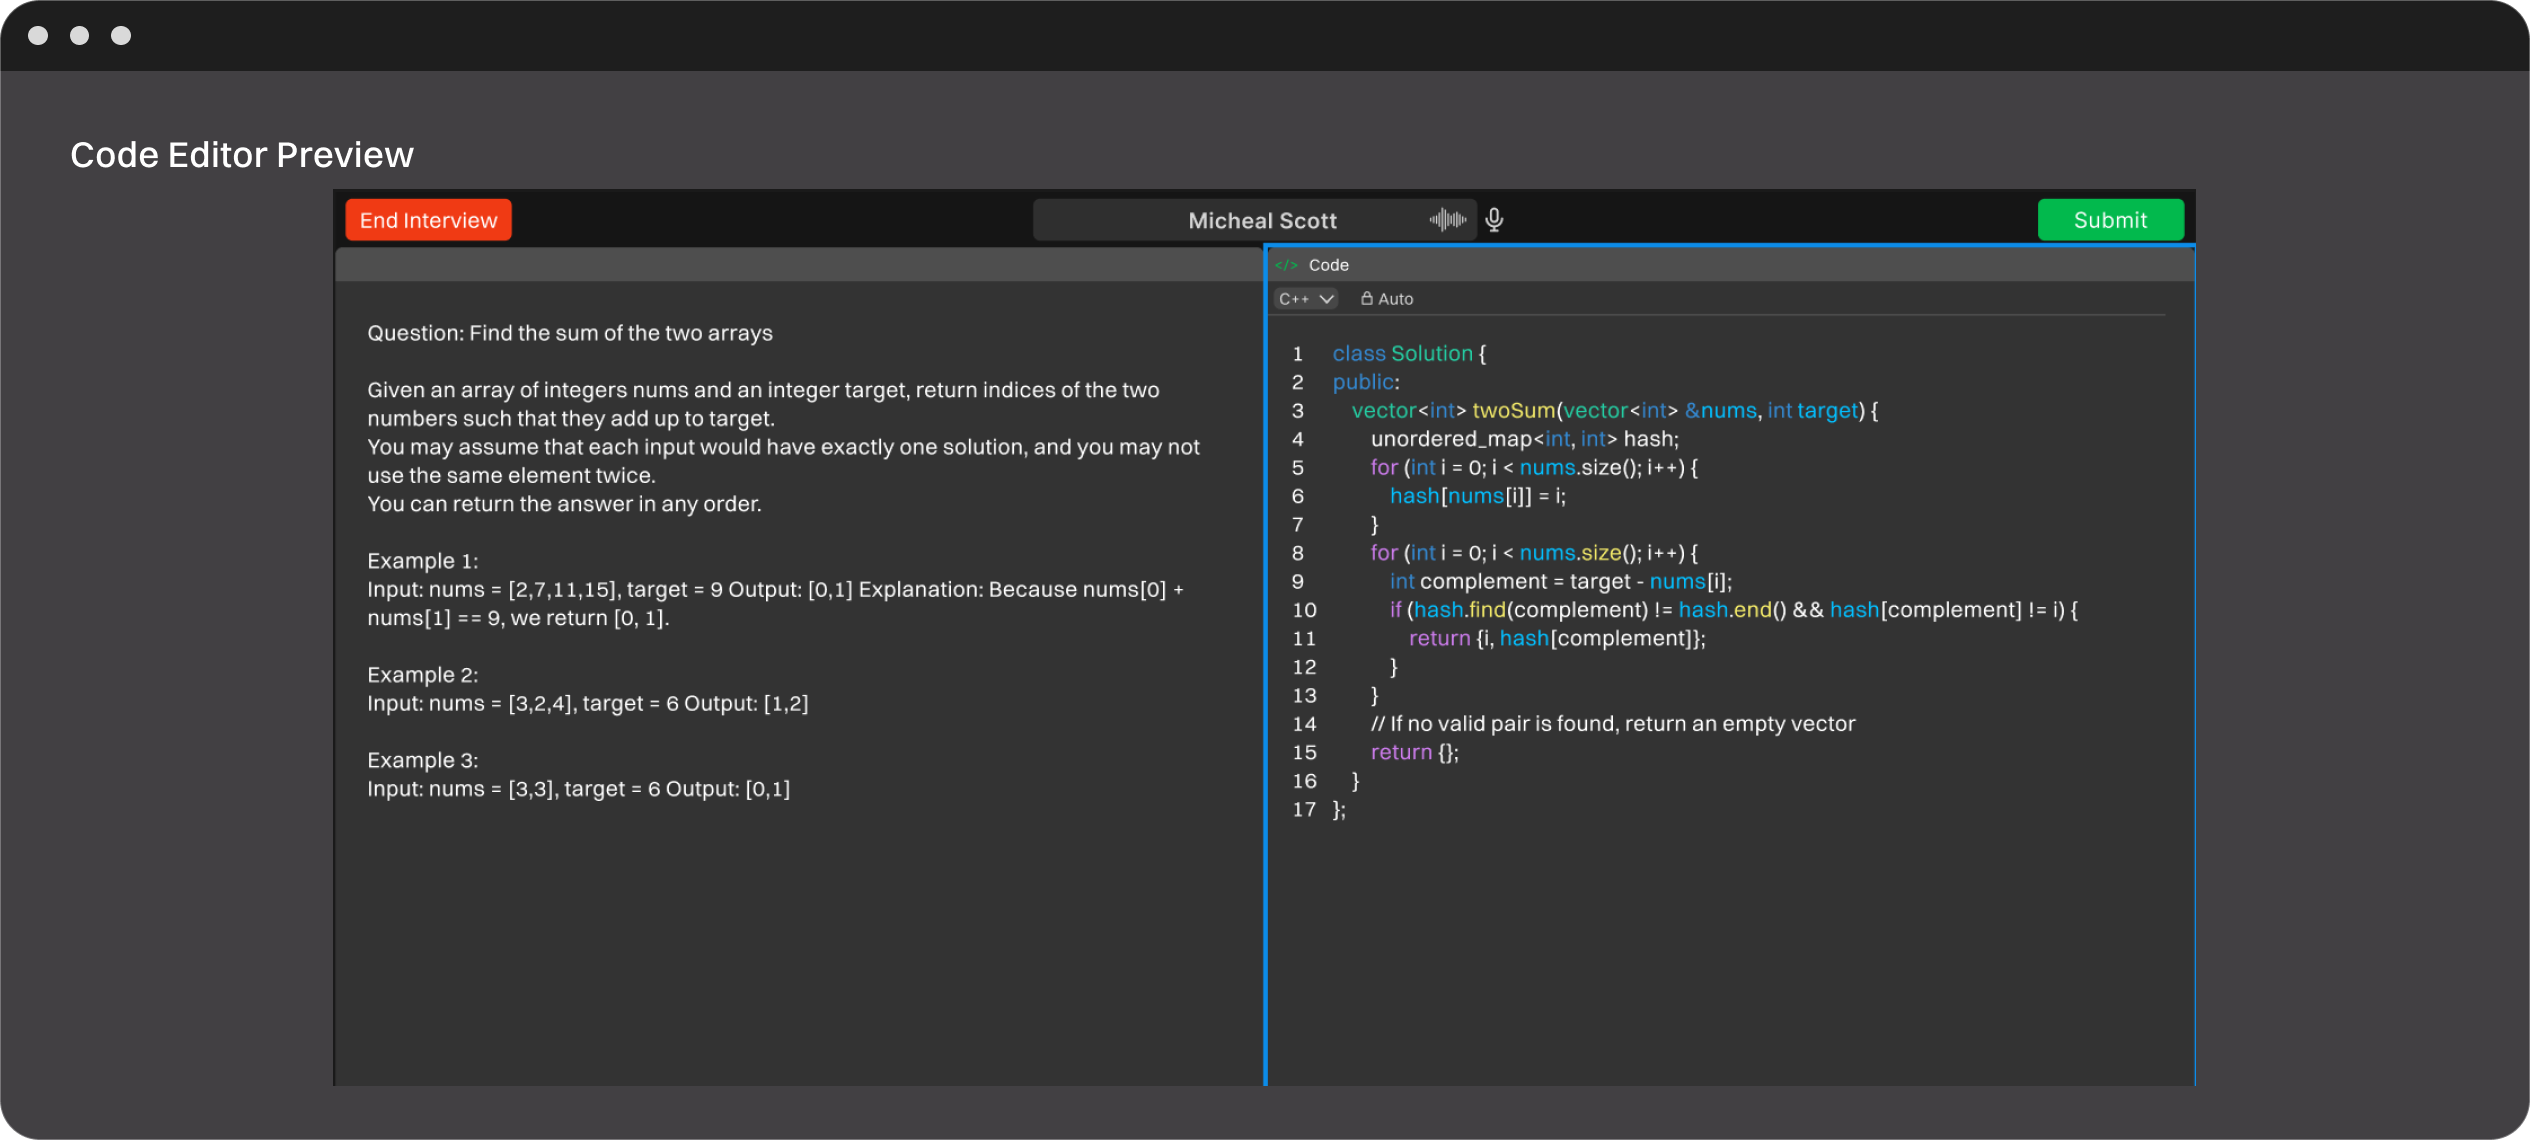 Code Editor Preview
End Interview
Micheal Scott
Submit
Question: Find the sum of the two arrays
Given an array of integers nums and an integer target, return indices of the two
numbers such that they add up to target.
You may assume that each input would have exactly one solution, and you may not
use the same element twice.
You can return the answer in any order.
Example 1:
Input: nums = [2,7,11,15], target = 9 Output: [0,1] Explanation: Because nums[0] +
nums[1] == 9, we return [0, 1].
Example 2:
Input: nums = [3,2,4], target = 6 Output: [1,2]
Example 3:
Input: nums = [3,3], target = 6 Output: [0,1]
</> Code
C++ Auto
1 class Solution {
2 public:
3 vector<int> twoSum(vector<int> &nums, int target) {
4 unordered_map<int, int> hash;
5 for (int i = 0; i < nums.size(); i++) {
6 hash[nums[i]] = i;
7 }
8 for (int i = 0; i < nums.size(); i++) {
9 int complement = target - nums[i];
10 if (hash.find(complement) != hash.end() && hash[complement] != i) {
11 return {i, hash[complement]};
12 }
13 }
14 // If no valid pair is found, return an empty vector
15 return {};
16 }
17 };